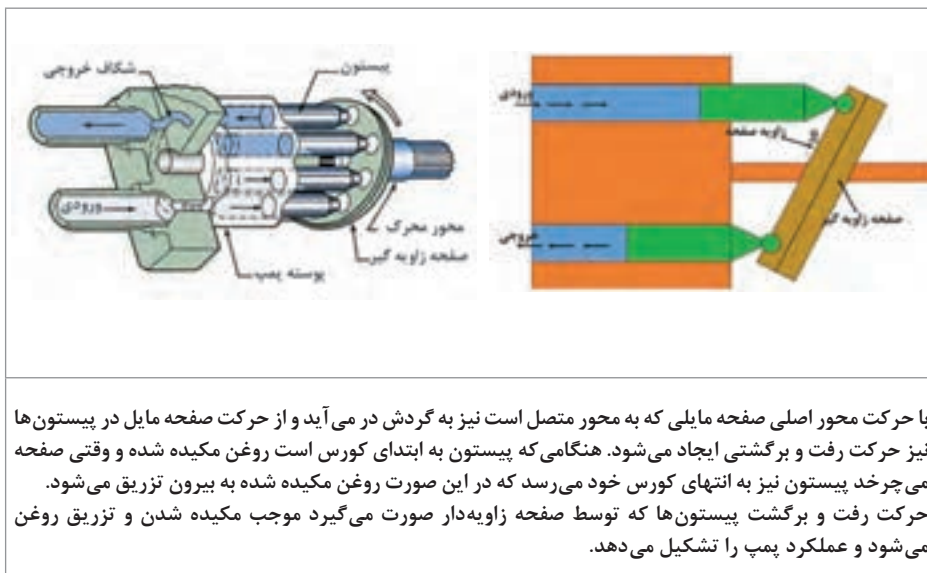 شکاف خروجی
پیستون
ورودی
محور محرک
صفحه زاویه گیر
پوسته پمپ
ورودی
زاویه صفحه
α
صفحه زاویه گیر
خروجی
با حرکت محور اصلی صفحه مایلی که به محور متصل است نیز به گردش در می‌آید و از حرکت صفحه مایل در پیستون‌ها
نیز حرکت رفت و برگشتی ایجاد می‌شود. هنگامی‌که پیستون به ابتدای کورس است روغن مکیده شده و وقتی صفحه
می‌چرخد پیستون نیز به انتهای کورس خود می‌رسد که در این صورت روغن مکیده شده به بیرون تزریق می‌شود.
حرکت رفت و برگشت پیستون‌ها که توسط صفحه زاویه‌دار صورت می‌گیرد موجب مکیده شدن و تزریق روغن
می‌شود و عملکرد پمپ را تشکیل می‌دهد.